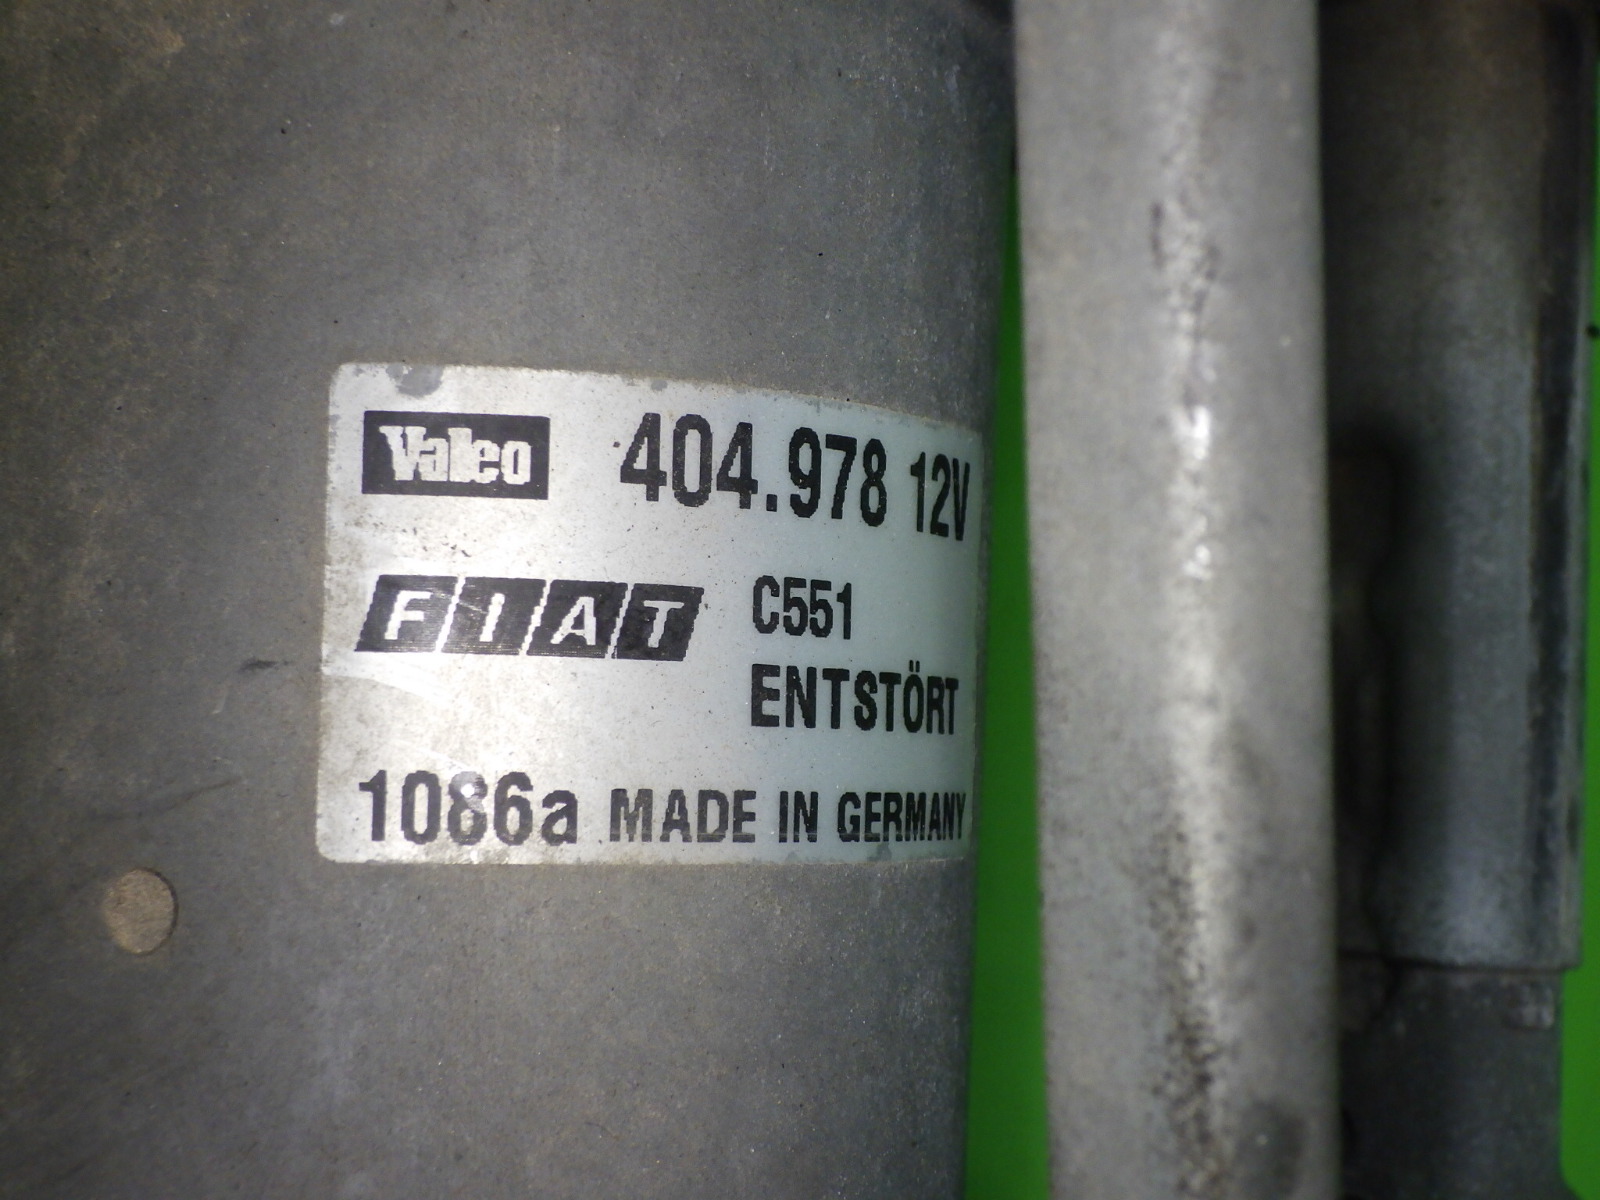 Valeo 404.978 12V
FIAT C551
ENTSTÖRT
1086a MADE IN GERMANY